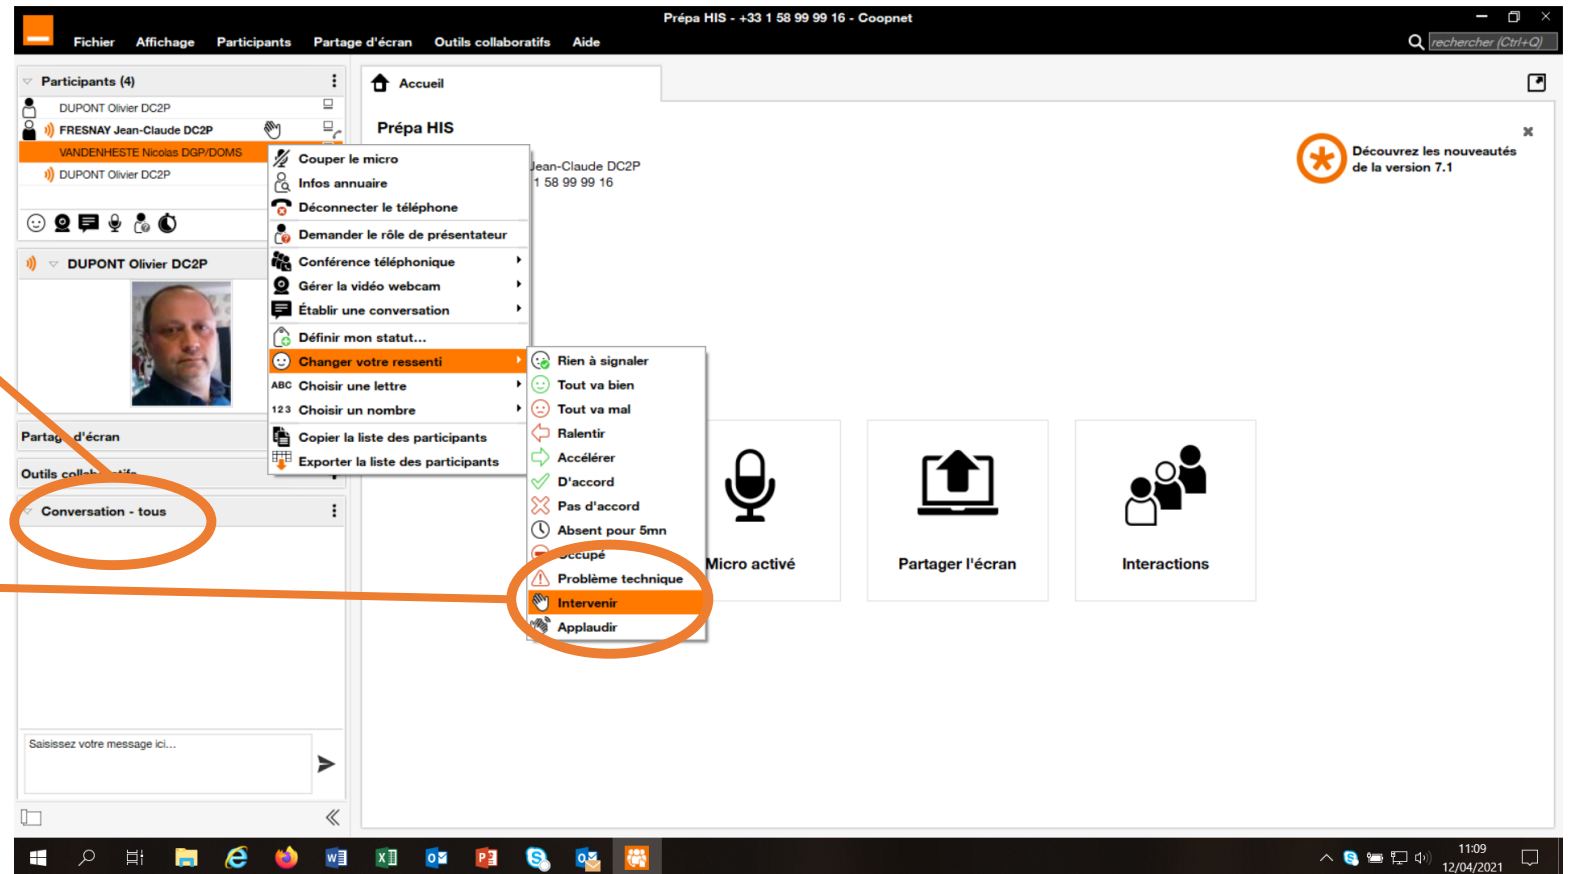 Prépa HIS - +33 1 58 99 99 16 - Coopnet
Fichier Affichage Participants Partage d'écran Outils collaboratifs Aide
rechercher (Ctrl+Q)
Participants (4)
DUPONT Olivier DC2P
FRESNAY Jean-Claude DC2P
VANDENHESTE Nicolas DGP/DOMS
DUPONT Olivier DC2P
DUPONT Olivier DC2P
Partage d'écran
Outils collaboratifs
Conversation - tous
Saisissez votre message ici...
Accueil
Prépa HIS
Jean-Claude DC2P
1 58 99 99 16
Découvrez les nouveautés
de la version 7.1
Couper le micro
Infos annuaire
Déconnecter le téléphone
Demander le rôle de présentateur
Conférence téléphonique
Gérer la vidéo webcam
Établir une conversation
Définir mon statut...
Changer votre ressenti
ABC Choisir une lettre
123 Choisir un nombre
Copier la liste des participants
Exporter la liste des participants
Rien à signaler
Tout va bien
Tout va mal
Ralentir
Accélérer
D'accord
Pas d'accord
Absent pour 5mn
Occupé
Problème technique
Intervenir
Applaudir
Micro activé
Partager l'écran
Interactions
11:09
12/04/2021